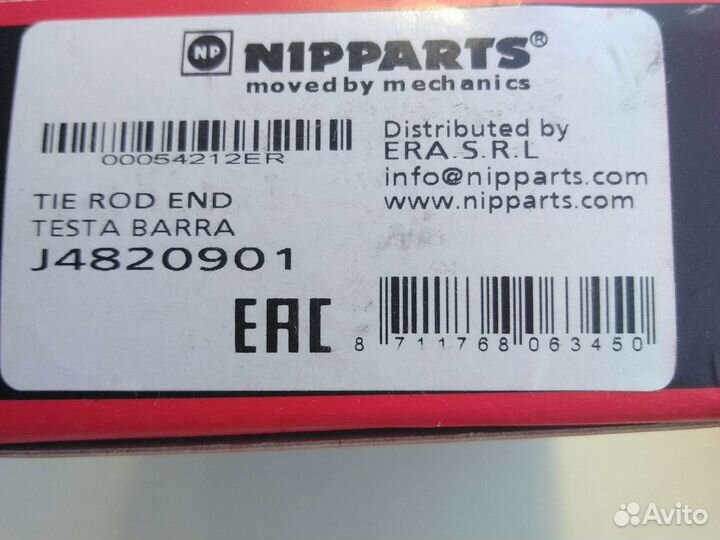 NP NIPPARTS®
moved by mechanics
00054212ER
Distributed by
ERA.S.R.L
info@nipparts.com
www.nipparts.com
TIE ROD END
TESTA BARRA
J4820901
EAC
8 711768 063450
Avito